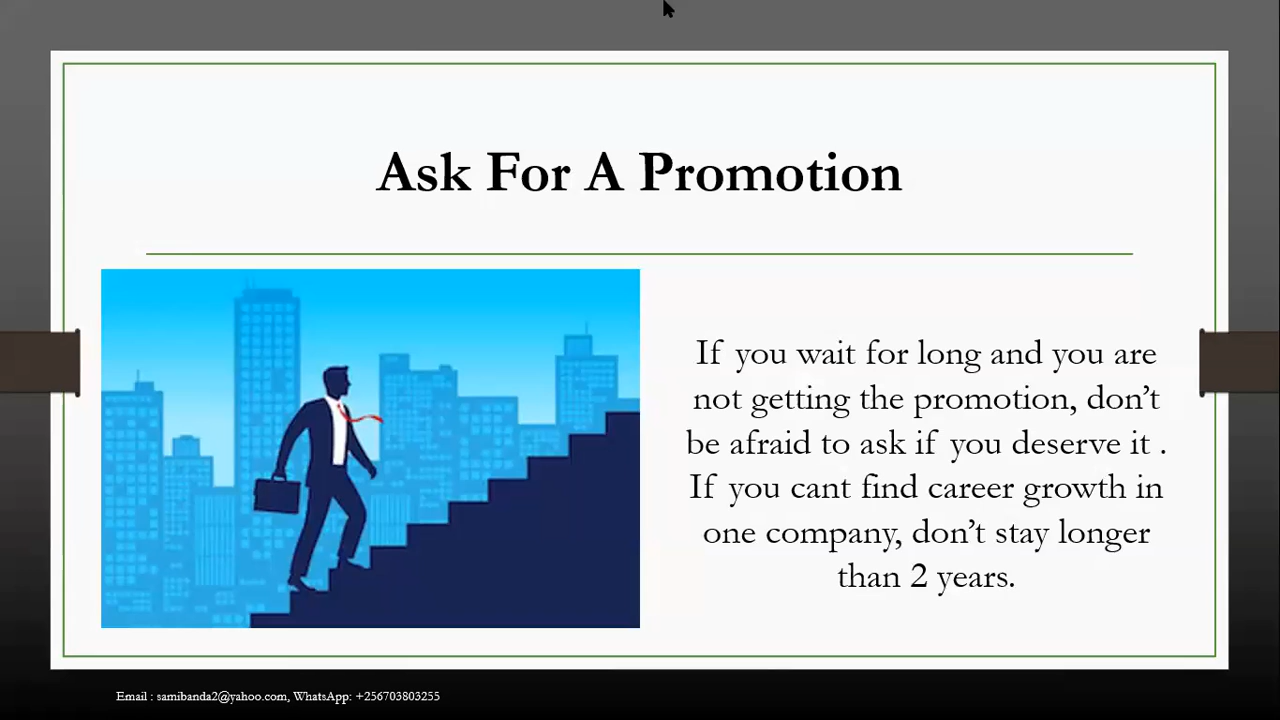 Ask For A Promotion
If you wait for long and you are
not getting the promotion, don’t
be afraid to ask if you deserve it .
If you cant find career growth in
one company, don’t stay longer
than 2 years.
Email : samibanda2@yahoo.com, WhatsApp: +256703803255